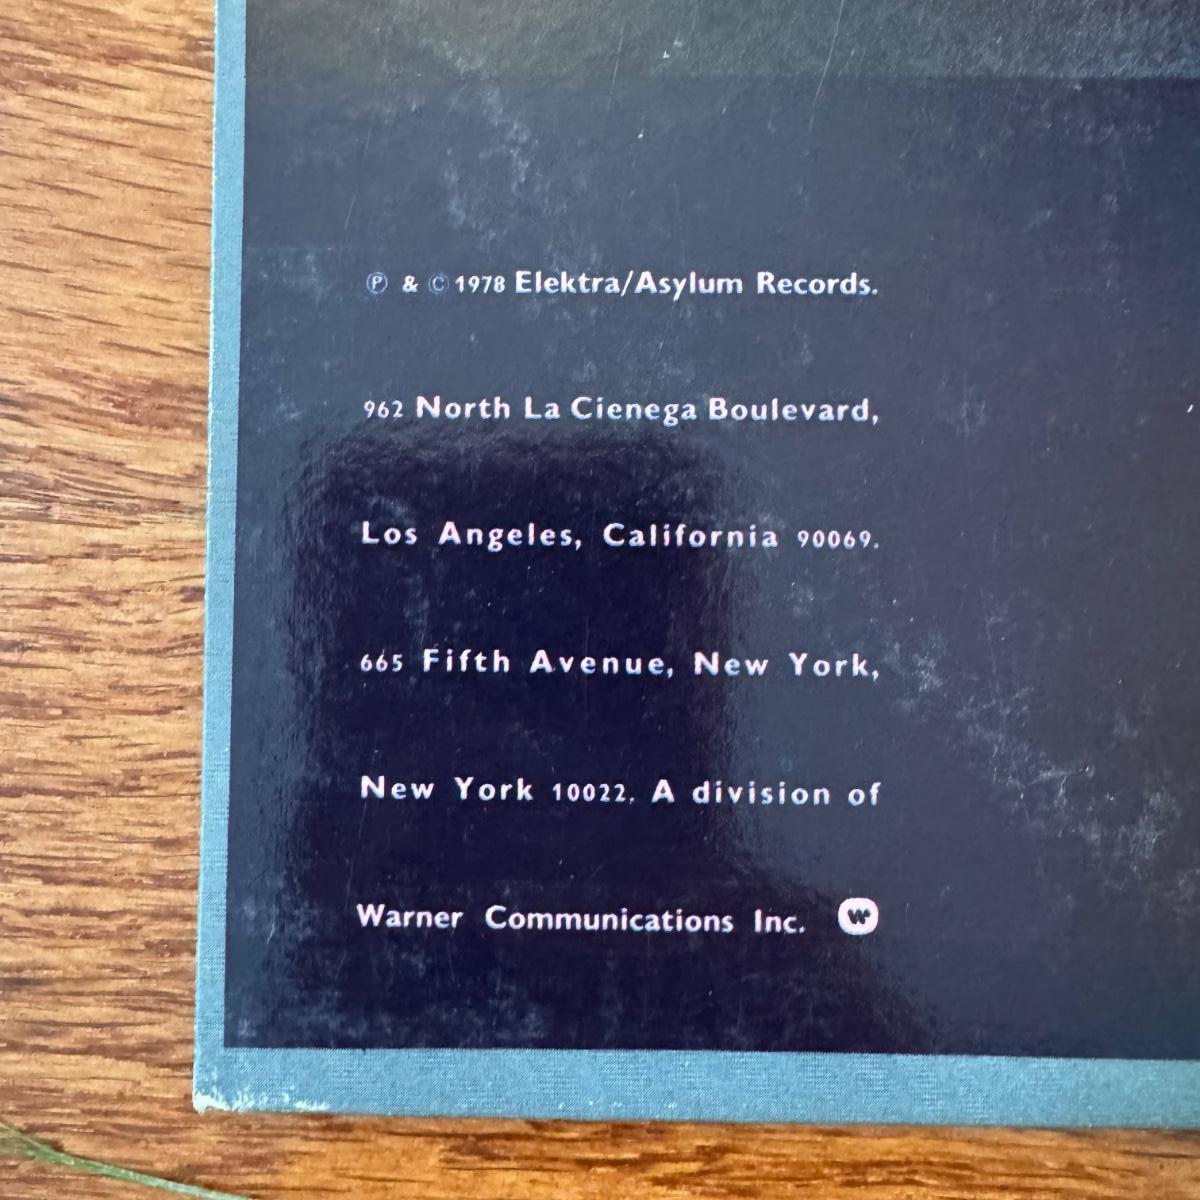 Ⓟ & © 1978 Elektra/Asylum Records.
962 North La Cienega Boulevard,
Los Angeles, California 90069.
665 Fifth Avenue, New York,
New York 10022. A division of
Warner Communications Inc. W